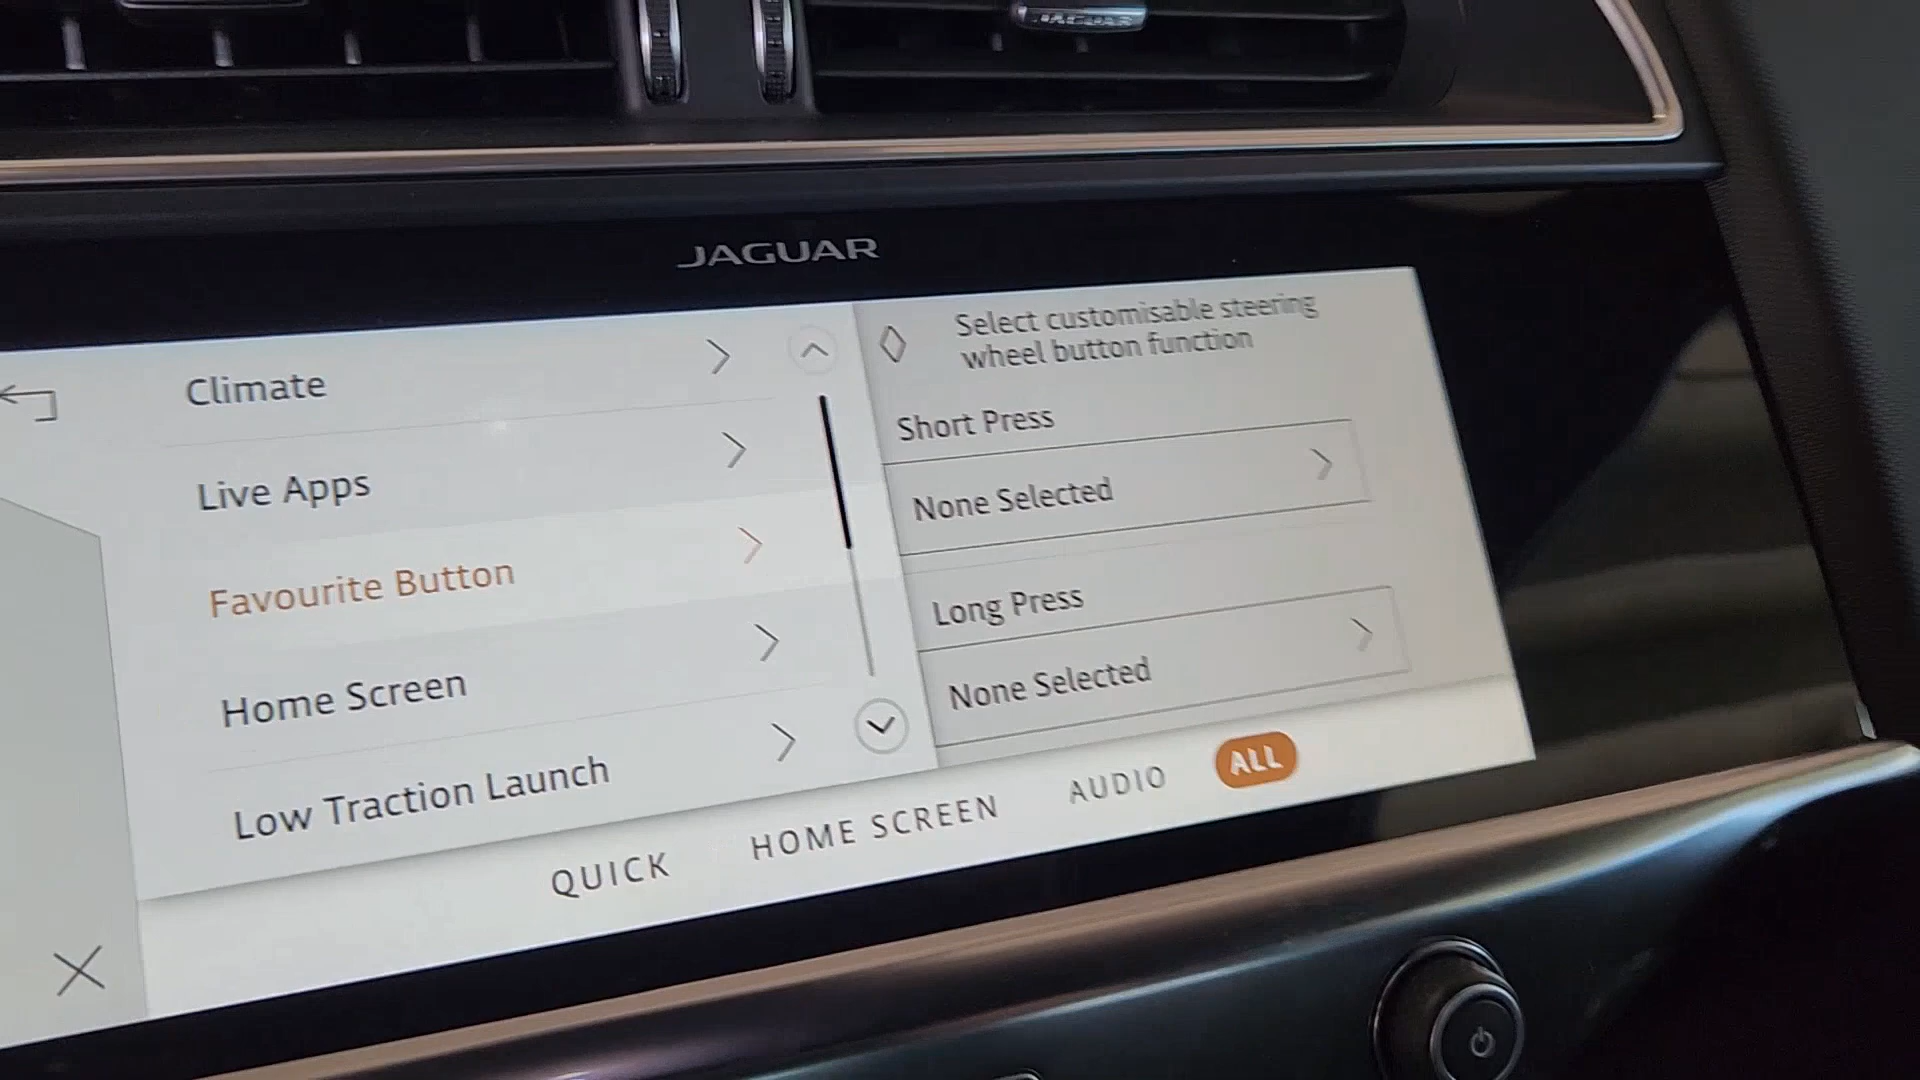 JAGUAR
JAGUAR
Climate
Live Apps
Favourite Button
Home Screen
Low Traction Launch
Select customisable steering
wheel button function
Short Press
None Selected
Long Press
None Selected
QUICK
HOME SCREEN
AUDIO
ALL